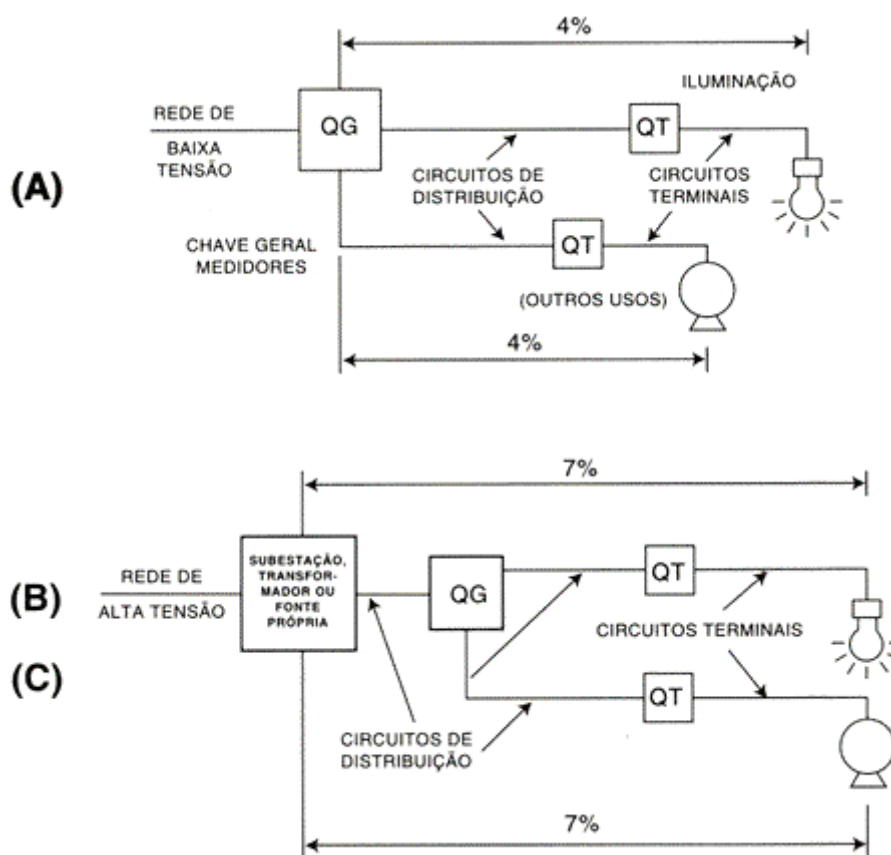 4%
ILUMINAÇÃO
REDE DE
BAIXA
TENSÃO
QG
QT
(A)
CIRCUITOS DE
DISTRIBUIÇÃO
CIRCUITOS
TERMINAIS
CHAVE GERAL
MEDIDORES
QT
(OUTROS USOS)
4%
7%
SUBESTAÇÃO,
TRANSFOR-
MADOR OU
FONTE
PRÓPRIA
REDE DE
ALTA TENSÃO
(B)
QG
QT
CIRCUITOS TERMINAIS
(C)
QT
CIRCUITOS DE
DISTRIBUIÇÃO
7%